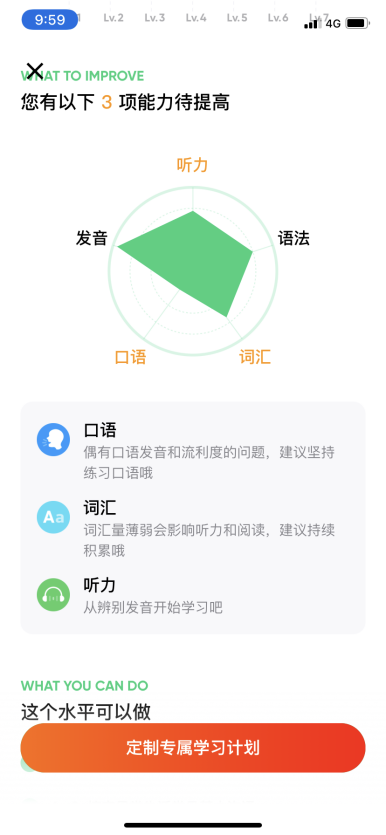 9:59
Lv.2 Lv.3 Lv.4 Lv.5 Lv.6 Lv.7
4G
WHAT TO IMPROVE
您有以下 3 项能力待提高
听力
发音
语法
口语
词汇
口语
偶有口语发音和流利度的问题，建议坚持
练习口语哦
Aa
词汇
词汇量薄弱会影响听力和阅读，建议持续
积累哦
听力
从辨别发音开始学习吧
WHAT YOU CAN DO
这个水平可以做
定制专属学习计划